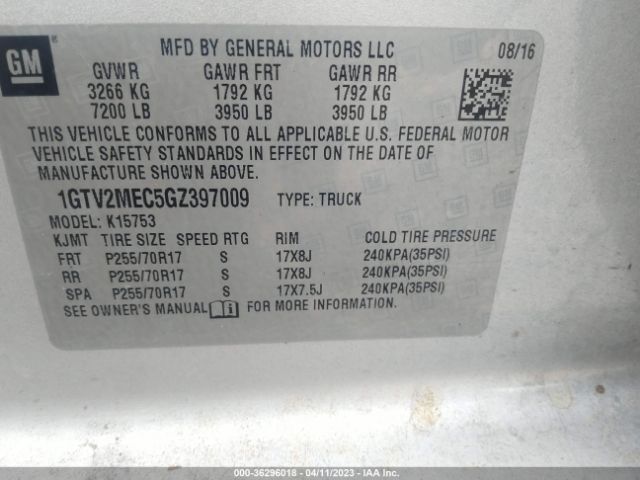 GM
MFD BY GENERAL MOTORS LLC 08/16
GVWR GAWR FRT GAWR RR
3266 KG 1792 KG 1792 KG
7200 LB 3950 LB 3950 LB
THIS VEHICLE CONFORMS TO ALL APPLICABLE U.S. FEDERAL MOTOR
VEHICLE SAFETY STANDARDS IN EFFECT ON THE DATE OF
MANUFACTURE SHOWN ABOVE.
1GTV2MEC5GZ397009 TYPE: TRUCK
MODEL: K15753
KJMT TIRE SIZE SPEED RTG RIM COLD TIRE PRESSURE
FRT P255/70R17 S 17X8J 240KPA(35PSI)
RR P255/70R17 S 17X8J 240KPA(35PSI)
SPA P255/70R17 S 17X7.5J 240KPA(35PSI)
SEE OWNER'S MANUAL FOR MORE INFORMATION.
000-36296018 - 04/11/2023 - IAA Inc.